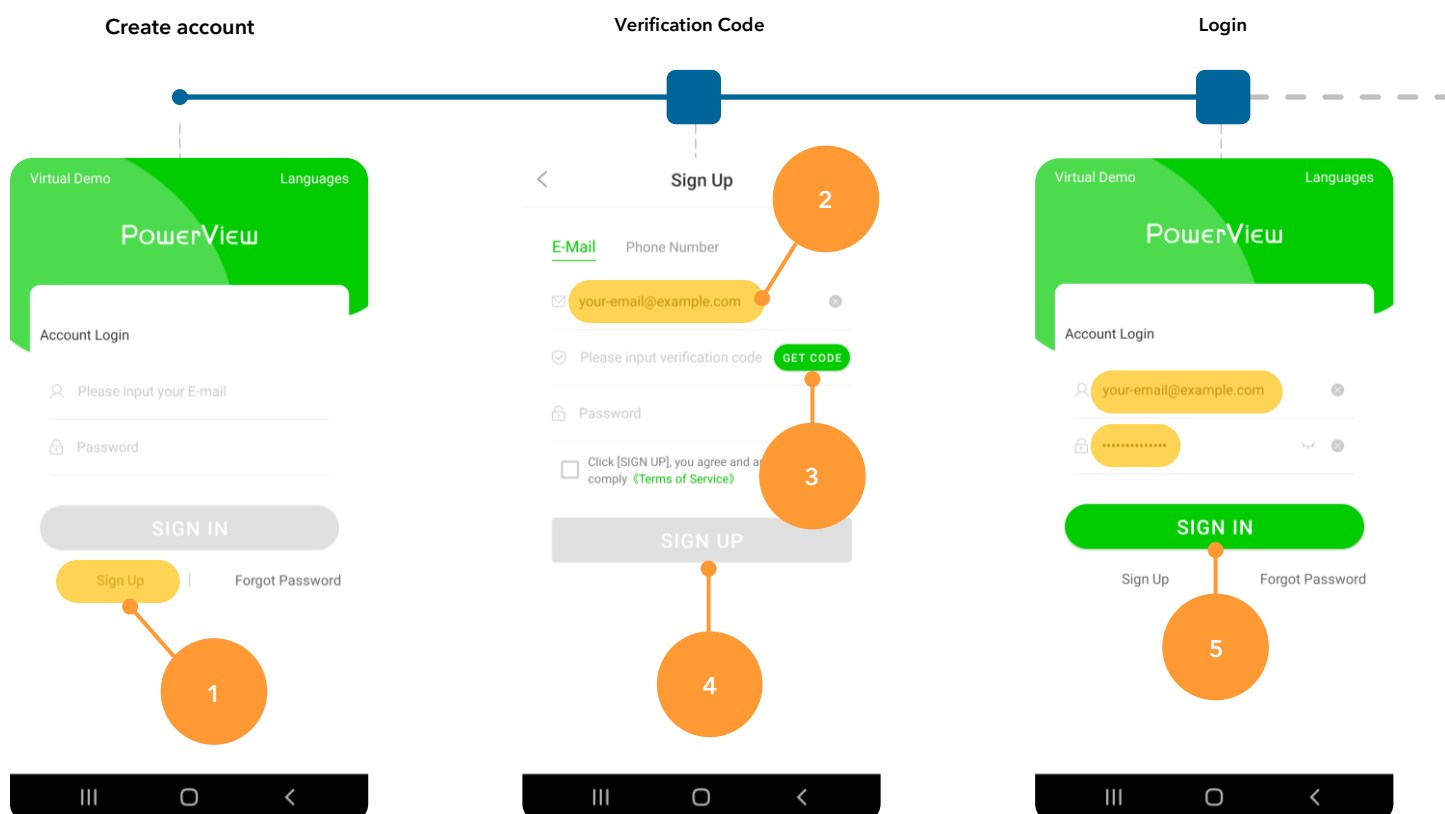 Create account
Verification Code
Login
Virtual Demo
Languages
PowerView
Account Login
Please input your E-mail
Password
SIGN IN
Sign Up
Forgot Password
1
Sign Up
2
E-Mail
Phone Number
your-email@example.com
Please input verification code
GET CODE
Password
Click [SIGN UP], you agree and
comply 《Terms of Service》
3
SIGN UP
4
Virtual Demo
Languages
PowerView
Account Login
your-email@example.com
••••••••••••••
SIGN IN
Sign Up
Forgot Password
5